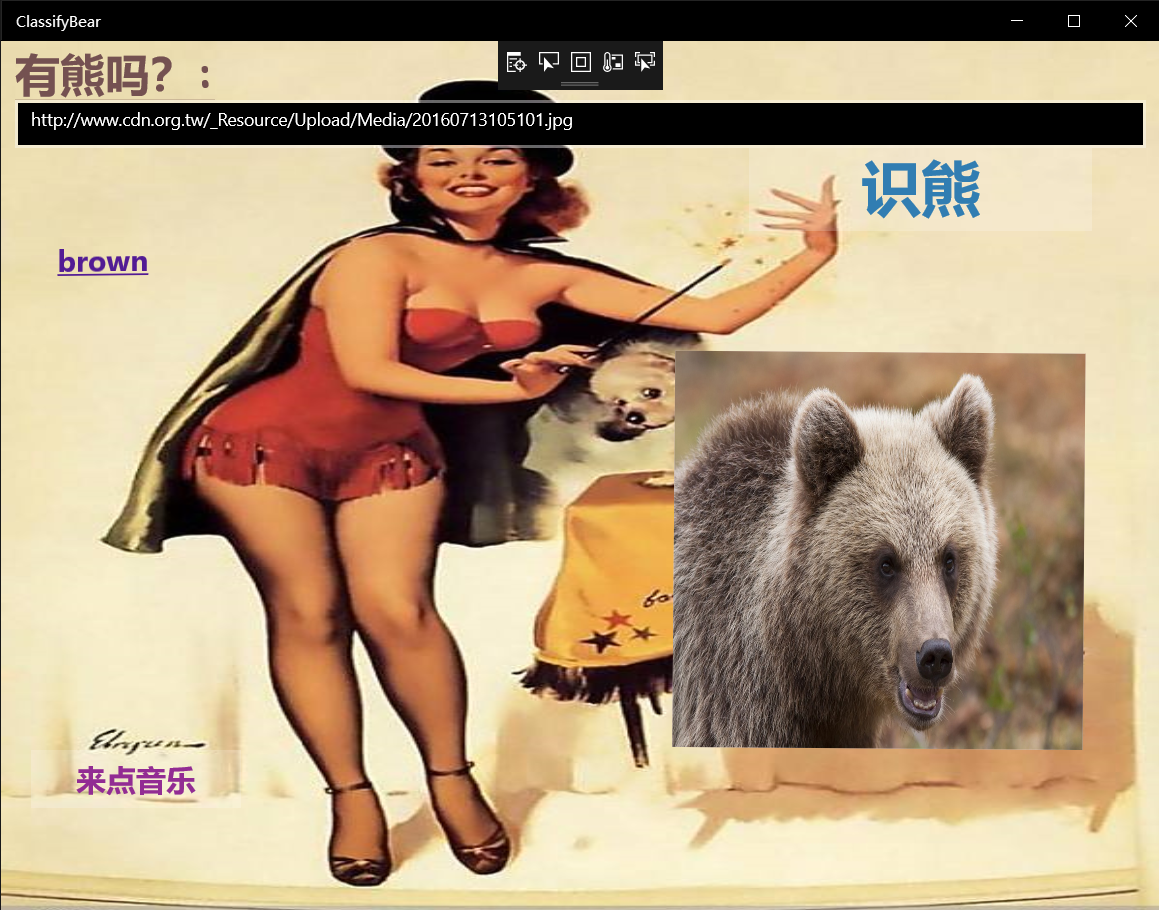 ClassifyBear
有熊吗？：
http://www.cdn.org.tw/_Resource/Upload/Media/20160713105101.jpg
识熊
brown
Elvgren
来点音乐